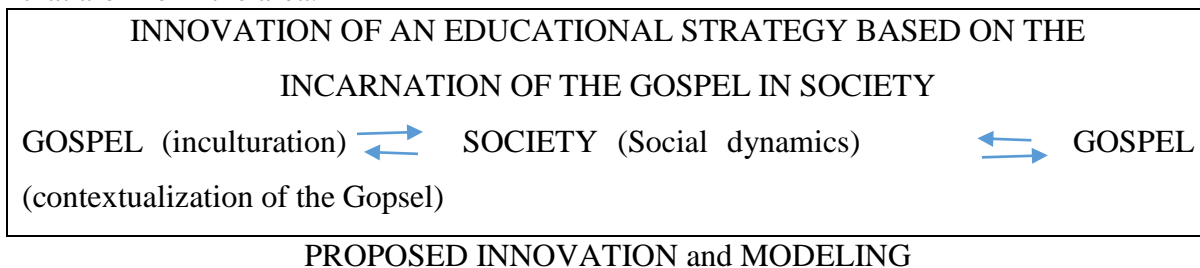 INNOVATION OF AN EDUCATIONAL STRATEGY BASED ON THE
INCARNATION OF THE GOSPEL IN SOCIETY
GOSPEL (inculturation) SOCIETY (Social dynamics) GOSPEL
(contextualization of the Gopsel)
PROPOSED INNOVATION and MODELING